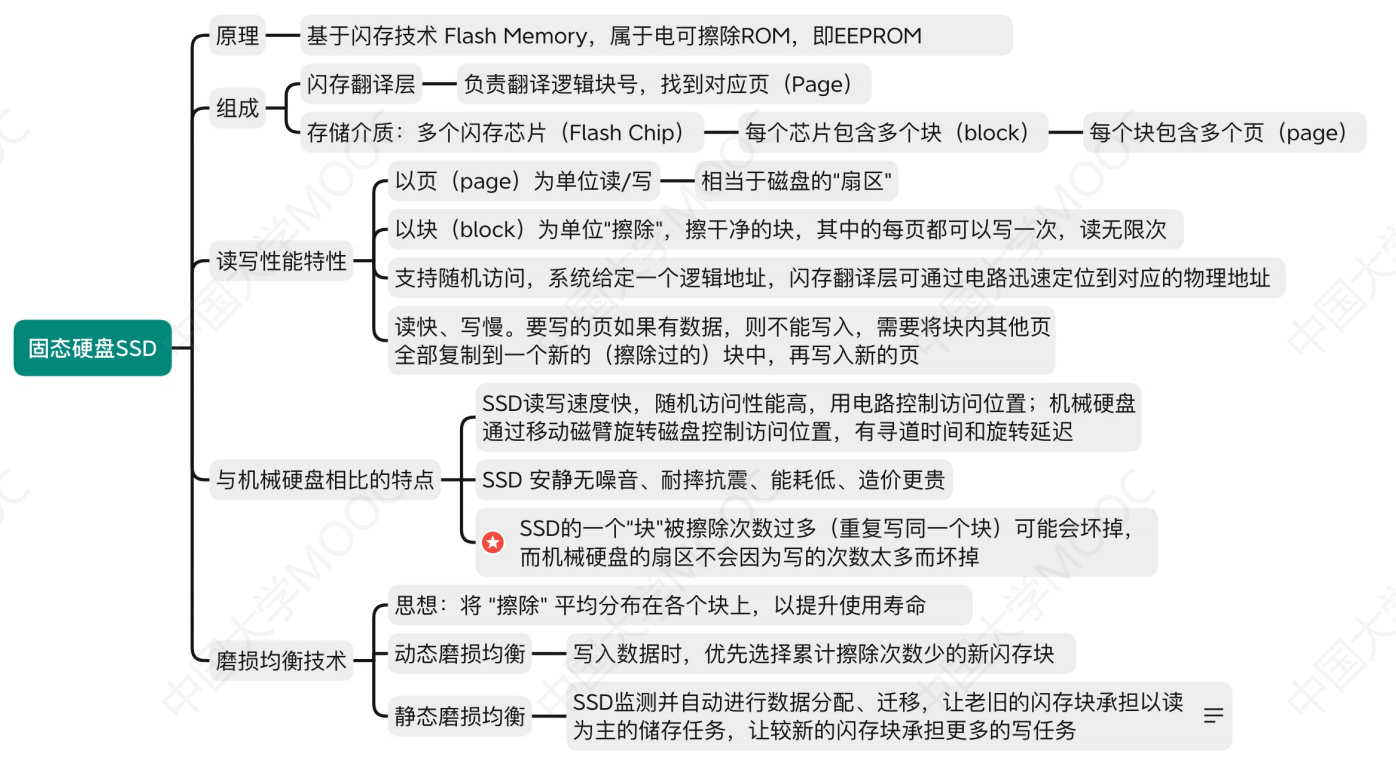 固态硬盘SSD
原理
基于闪存技术 Flash Memory，属于电可擦除ROM，即EEPROM
组成
闪存翻译层
负责翻译逻辑块号，找到对应页（Page）
存储介质：多个闪存芯片（Flash Chip）
每个芯片包含多个块（block）
每个块包含多个页（page）
读写性能特性
以页（page）为单位读/写
相当于磁盘的"扇区"
以块（block）为单位"擦除"，擦干净的块，其中的每页都可以写一次，读无限次
支持随机访问，系统给定一个逻辑地址，闪存翻译层可通过电路迅速定位到对应的物理地址
读快、写慢。要写的页如果有数据，则不能写入，需要将块内其他页
全部复制到一个新的（擦除过的）块中，再写入新的页
与机械硬盘相比的特点
SSD读写速度快，随机访问性能高，用电路控制访问位置；机械硬盘
通过移动磁臂旋转磁盘控制访问位置，有寻道时间和旋转延迟
SSD 安静无噪音、耐摔抗震、能耗低、造价更贵
SSD的一个"块"被擦除次数过多（重复写同一个块）可能会坏掉，
而机械硬盘的扇区不会因为写的次数太多而坏掉
磨损均衡技术
思想：将 "擦除" 平均分布在各个块上，以提升使用寿命
动态磨损均衡
写入数据时，优先选择累计擦除次数少的新闪存块
静态磨损均衡
SSD监测并自动进行数据分配、迁移，让老旧的闪存块承担以读
为主的储存任务，让较新的闪存块承担更多的写任务
中国大学MOOC